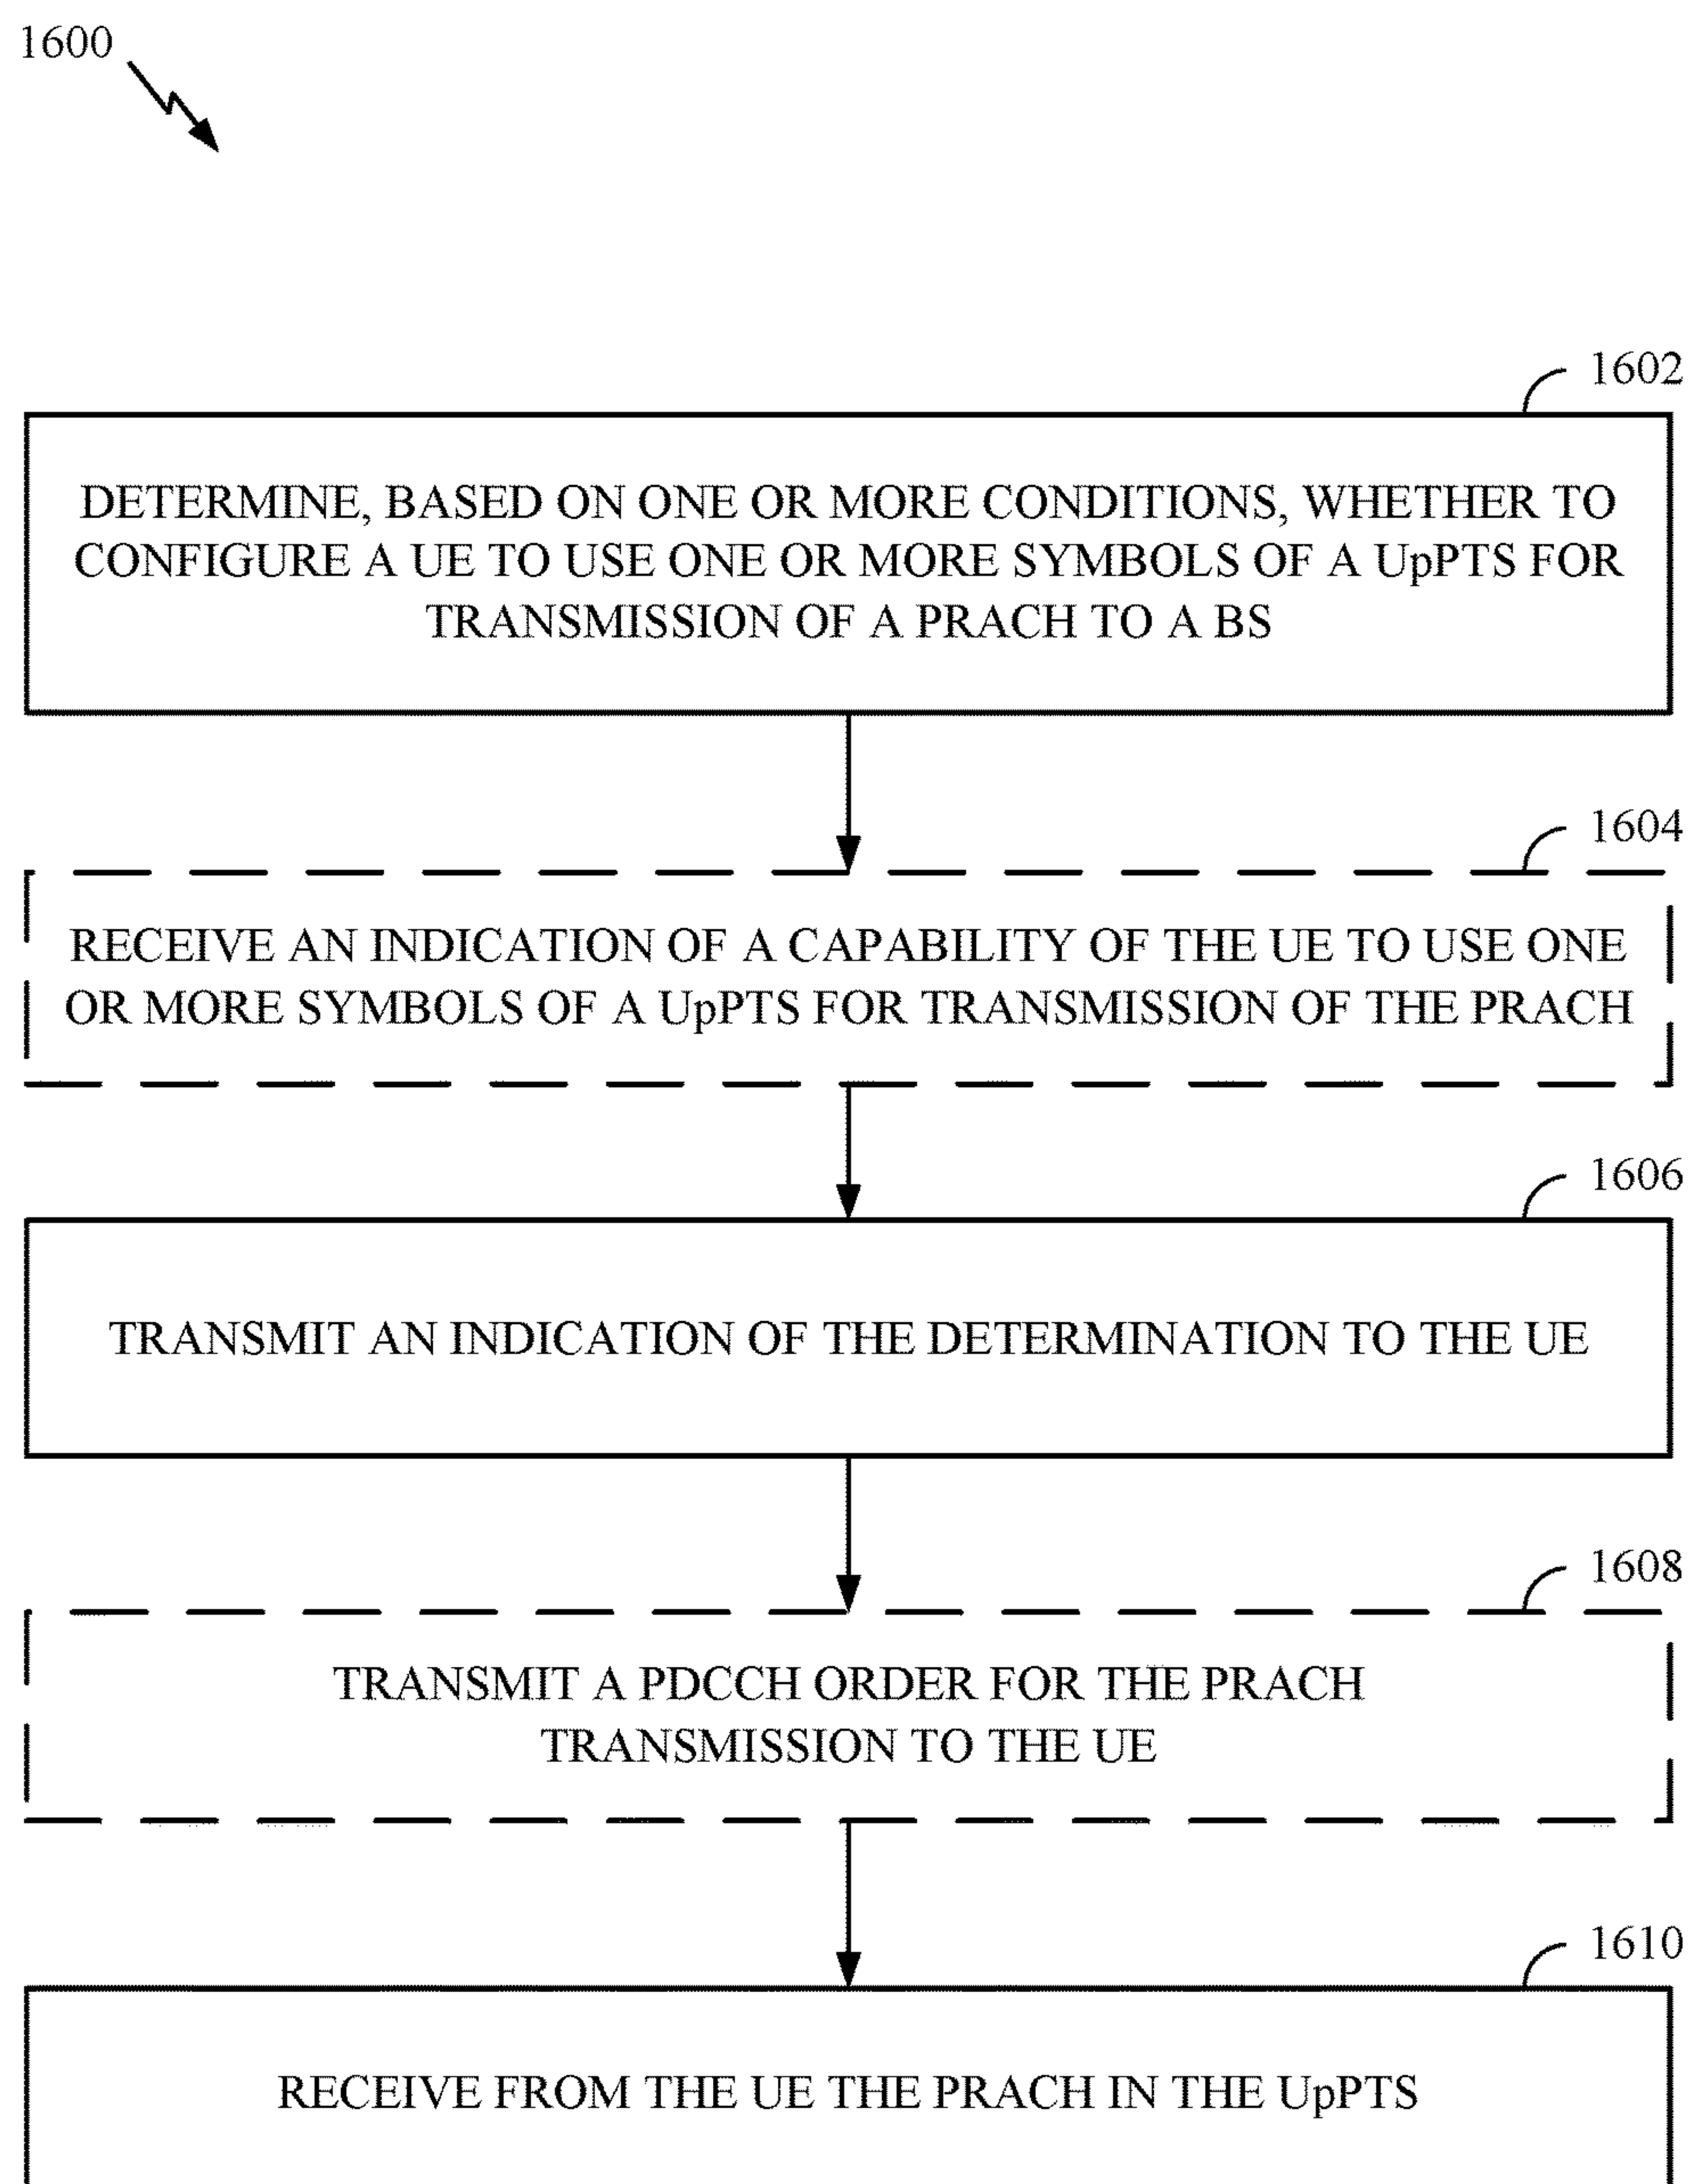 1600
1602
DETERMINE, BASED ON ONE OR MORE CONDITIONS, WHETHER TO
CONFIGURE A UE TO USE ONE OR MORE SYMBOLS OF A UpPTS FOR
TRANSMISSION OF A PRACH TO A BS
1604
RECEIVE AN INDICATION OF A CAPABILITY OF THE UE TO USE ONE
OR MORE SYMBOLS OF A UpPTS FOR TRANSMISSION OF THE PRACH
1606
TRANSMIT AN INDICATION OF THE DETERMINATION TO THE UE
1608
TRANSMIT A PDCCH ORDER FOR THE PRACH
TRANSMISSION TO THE UE
1610
RECEIVE FROM THE UE THE PRACH IN THE UpPTS